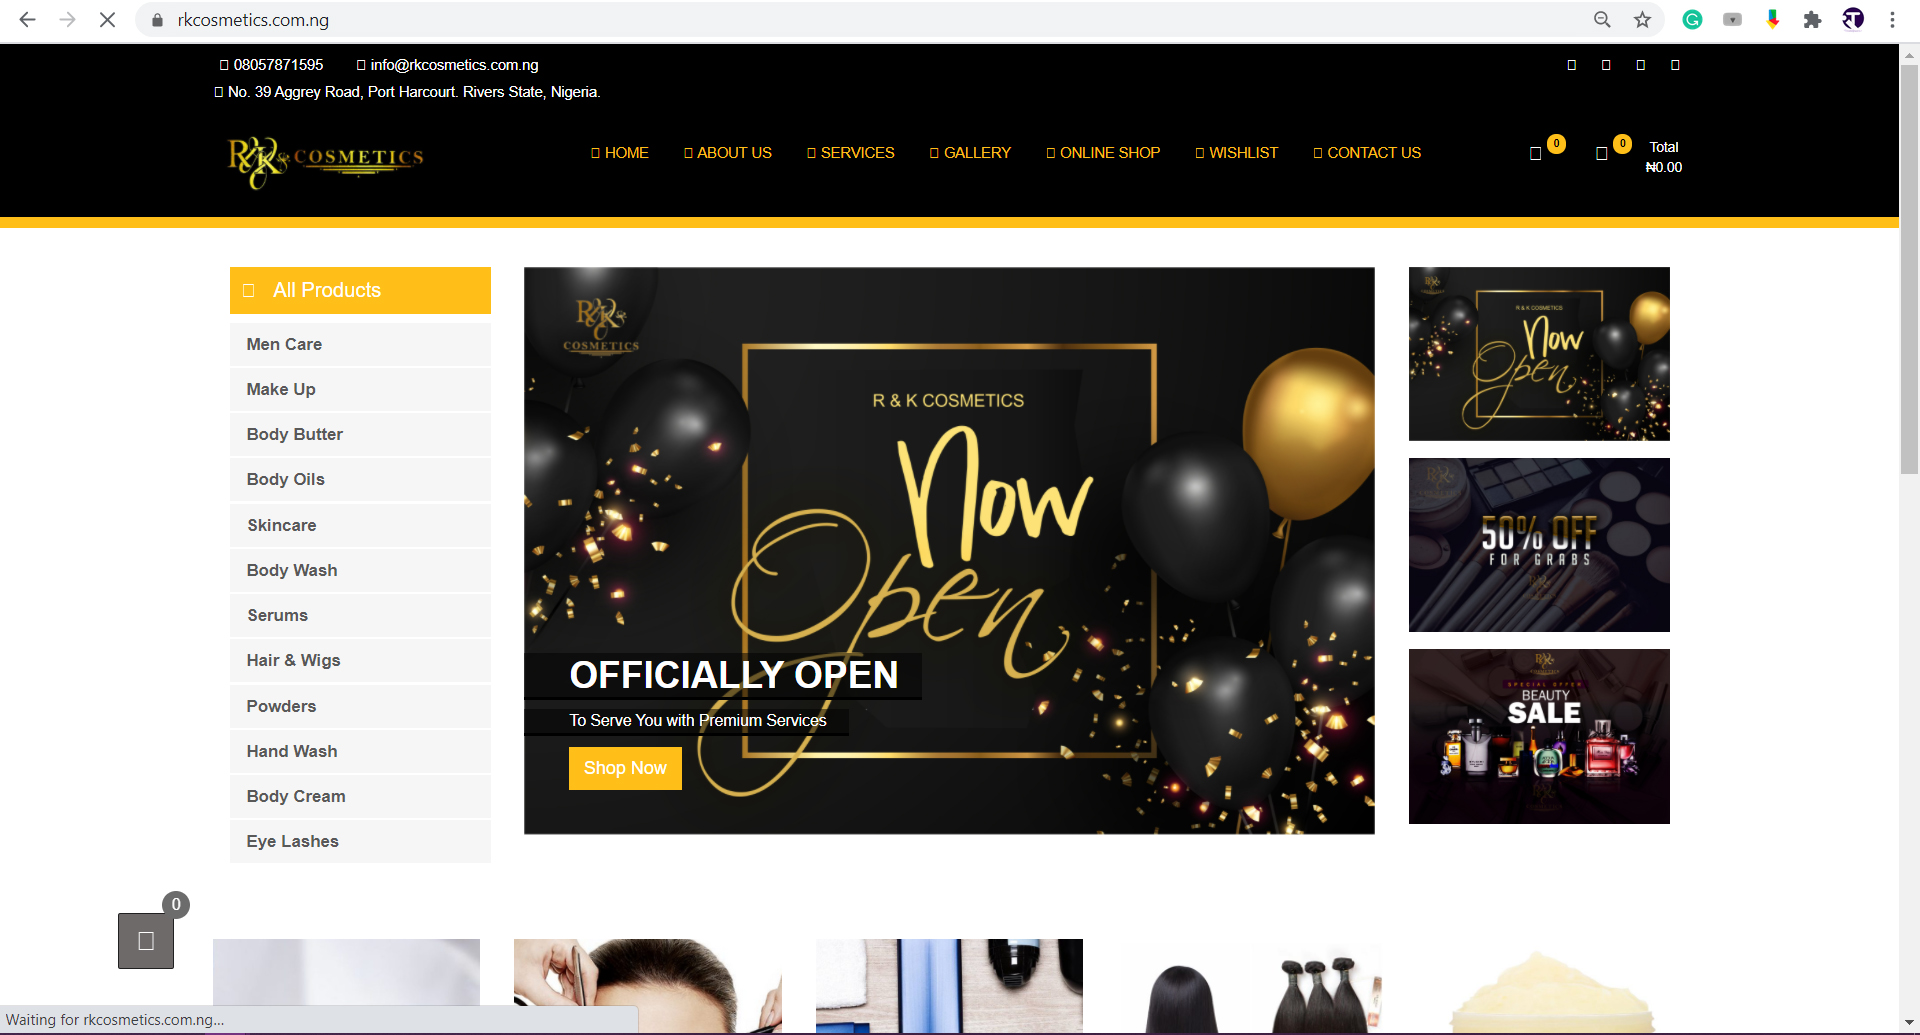 rkcosmetics.com.ng
08057871595 info@rkcosmetics.com.ng
No. 39 Aggrey Road, Port Harcourt. Rivers State, Nigeria.
R&K COSMETICS
HOME ABOUT US SERVICES GALLERY ONLINE SHOP WISHLIST CONTACT US
0 0 Total
₦0.00
All Products
Men Care
Make Up
Body Butter
Body Oils
Skincare
Body Wash
Serums
Hair & Wigs
Powders
Hand Wash
Body Cream
Eye Lashes
R&K
COSMETICS
R & K COSMETICS
Now
Open
OFFICIALLY OPEN
To Serve You with Premium Services
Shop Now
R & K COSMETICS
Now
Open
50% OFF
FOR GRABS
SPECIAL OFFER
BEAUTY
SALE
0
Waiting for rkcosmetics.com.ng...